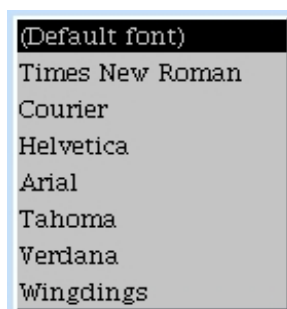 (Default font)
Times New Roman
Courier
Helvetica
Arial
Tahoma
Verdana
Wingdings